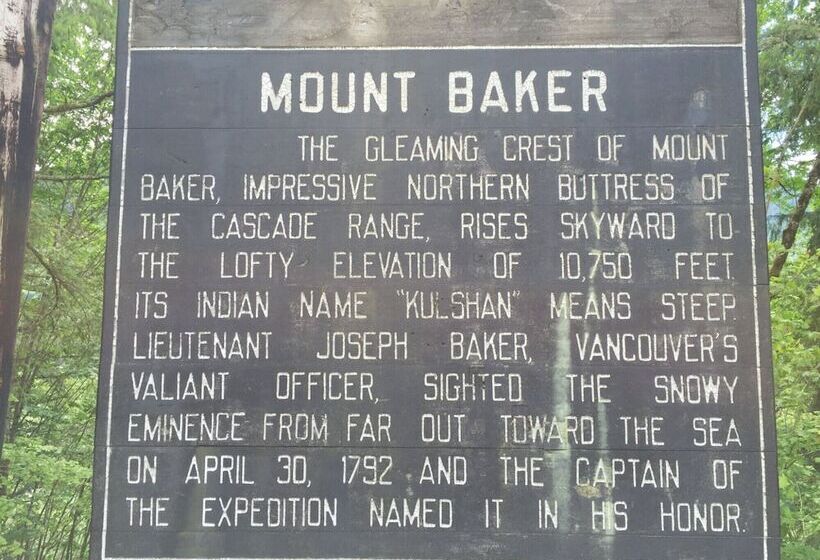 MOUNT BAKER
THE GLEAMING CREST OF MOUNT
BAKER, IMPRESSIVE NORTHERN BUTTRESS OF
THE CASCADE RANGE, RISES SKYWARD TO
THE LOFTY ELEVATION OF 10,750 FEET.
ITS INDIAN NAME "KULSHAN" MEANS STEEP.
LIEUTENANT JOSEPH BAKER, VANCOUVER'S
VALIANT OFFICER, SIGHTED THE SNOWY
EMINENCE FROM FAR OUT TOWARD THE SEA
ON APRIL 30, 1792 AND THE CAPTAIN OF
THE EXPEDITION NAMED IT IN HIS HONOR.